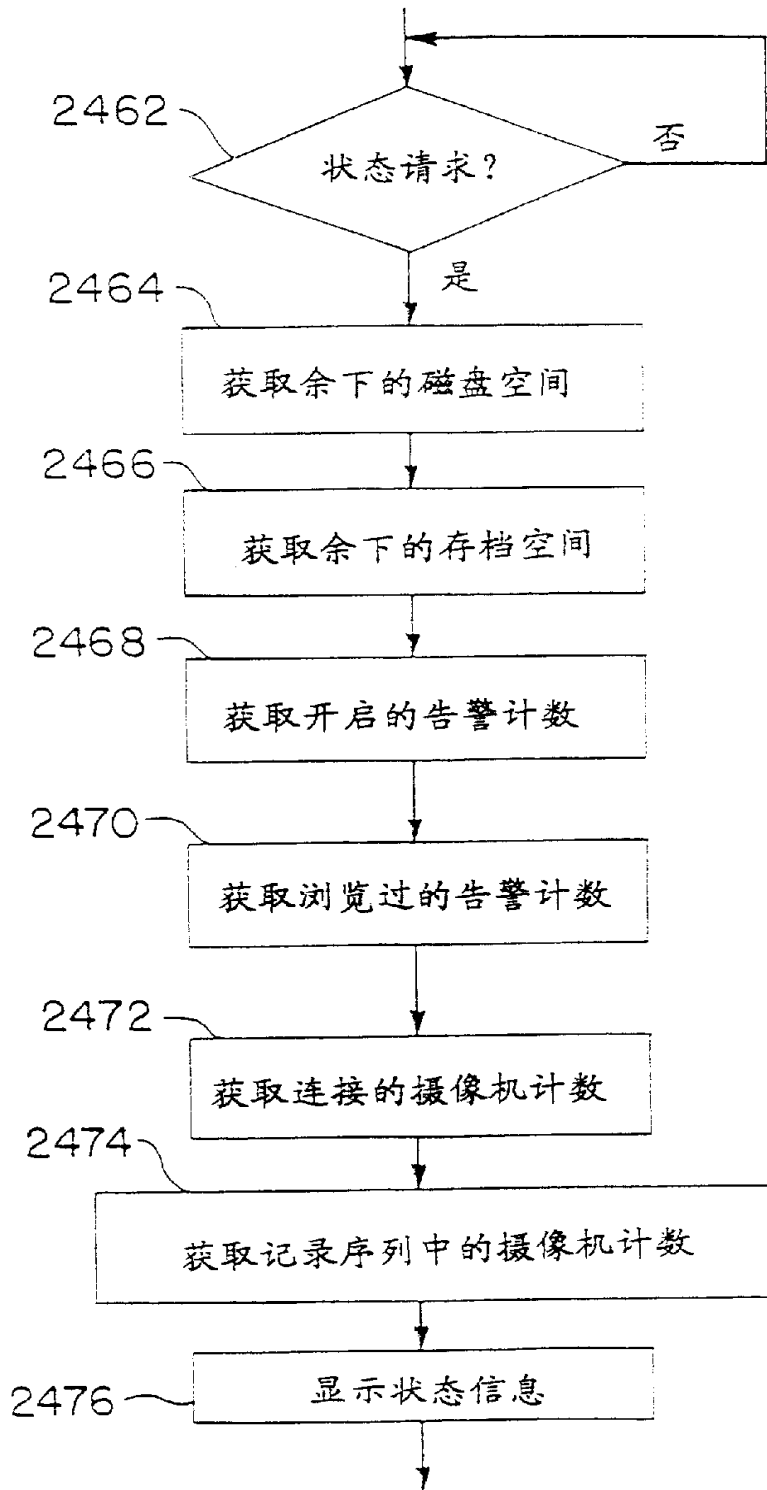 2462
状态请求?
否
是
2464
获取余下的磁盘空间
2466
获取余下的存档空间
2468
获取开启的告警计数
2470
获取浏览过的告警计数
2472
获取连接的摄像机计数
2474
获取记录序列中的摄像机计数
2476
显示状态信息